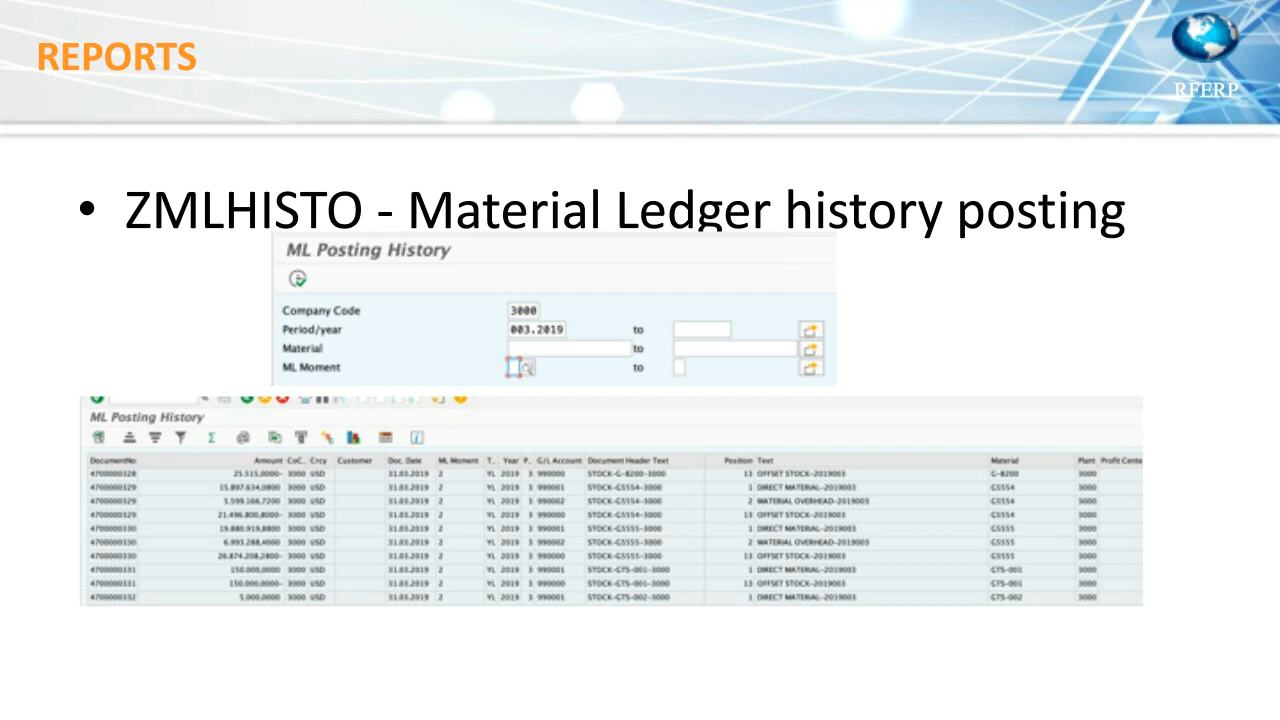 REPORTS
RFERP
• ZMLHISTO - Material Ledger history posting
ML Posting History
Company Code 3000
Period/year 003.2019 to
Material to
ML Moment to
ML Posting History
DocumentNo Amount CoC.. Crcy Customer Doc. Date ML Moment T.. Year P.. G/L Account Document Header Text Position Text Material Plant Profit Cente
4700000328 25.515,0000- 3000 USD 31.03.2019 2 YL 2019 3 990000 STOCK-G-8200-3000 13 OFFSET STOCK-2019003 G-8200 3000
4700000329 15.897.634,0800 3000 USD 31.03.2019 2 YL 2019 3 990001 STOCK-G5554-3000 1 DIRECT MATERIAL-2019003 G5554 3000
4700000329 5.599.166,7200 3000 USD 31.03.2019 2 YL 2019 3 990002 STOCK-G5554-3000 2 MATERIAL OVERHEAD-2019003 G5554 3000
4700000329 21.496.800,8000- 3000 USD 31.03.2019 2 YL 2019 3 990000 STOCK-G5554-3000 13 OFFSET STOCK-2019003 G5554 3000
4700000330 19.880.919,8800 3000 USD 31.03.2019 2 YL 2019 3 990001 STOCK-G5555-3000 1 DIRECT MATERIAL-2019003 G5555 3000
4700000330 6.993.288,4000 3000 USD 31.03.2019 2 YL 2019 3 990002 STOCK-G5555-3000 2 MATERIAL OVERHEAD-2019003 G5555 3000
4700000330 26.874.208,2800- 3000 USD 31.03.2019 2 YL 2019 3 990000 STOCK-G5555-3000 13 OFFSET STOCK-2019003 G5555 3000
4700000331 150.000,0000 3000 USD 31.03.2019 2 YL 2019 3 990001 STOCK-GTS-001-3000 1 DIRECT MATERIAL-2019003 GTS-001 3000
4700000331 150.000,0000- 3000 USD 31.03.2019 2 YL 2019 3 990000 STOCK-GTS-001-3000 13 OFFSET STOCK-2019003 GTS-001 3000
4700000332 5.000,0000 3000 USD 31.03.2019 2 YL 2019 3 990001 STOCK-GTS-002-3000 1 DIRECT MATERIAL-2019003 GTS-002 3000